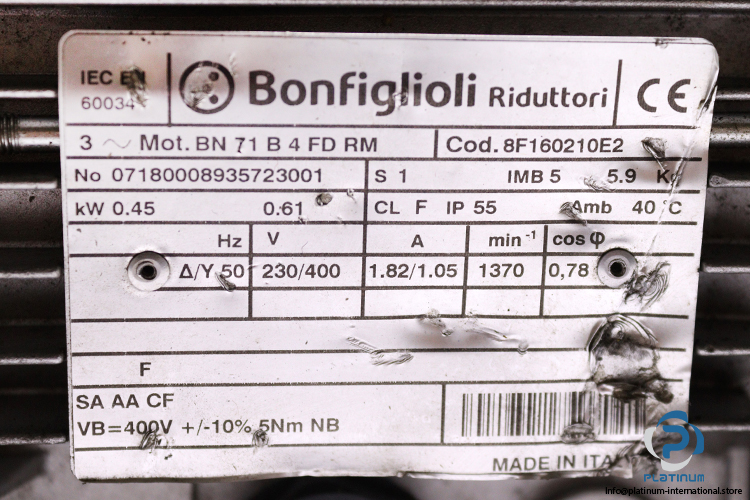 IEC EN
60034
Bonfiglioli Riduttori
CE
3 ~ Mot. BN 71 B 4 FD RM
Cod. 8F160210E2
No 07180008935723001
S 1 IMB 5 5.9 Kg
kW 0.45 0.61
CL F IP 55 Amb 40 °C
Hz V A min⁻¹ cos φ
Δ/Y 50 230/400 1.82/1.05 1370 0,78
F
SA AA CF
VB=400V +/-10% 5Nm NB
MADE IN ITALY
PLATINUM
info@platinum-international.store